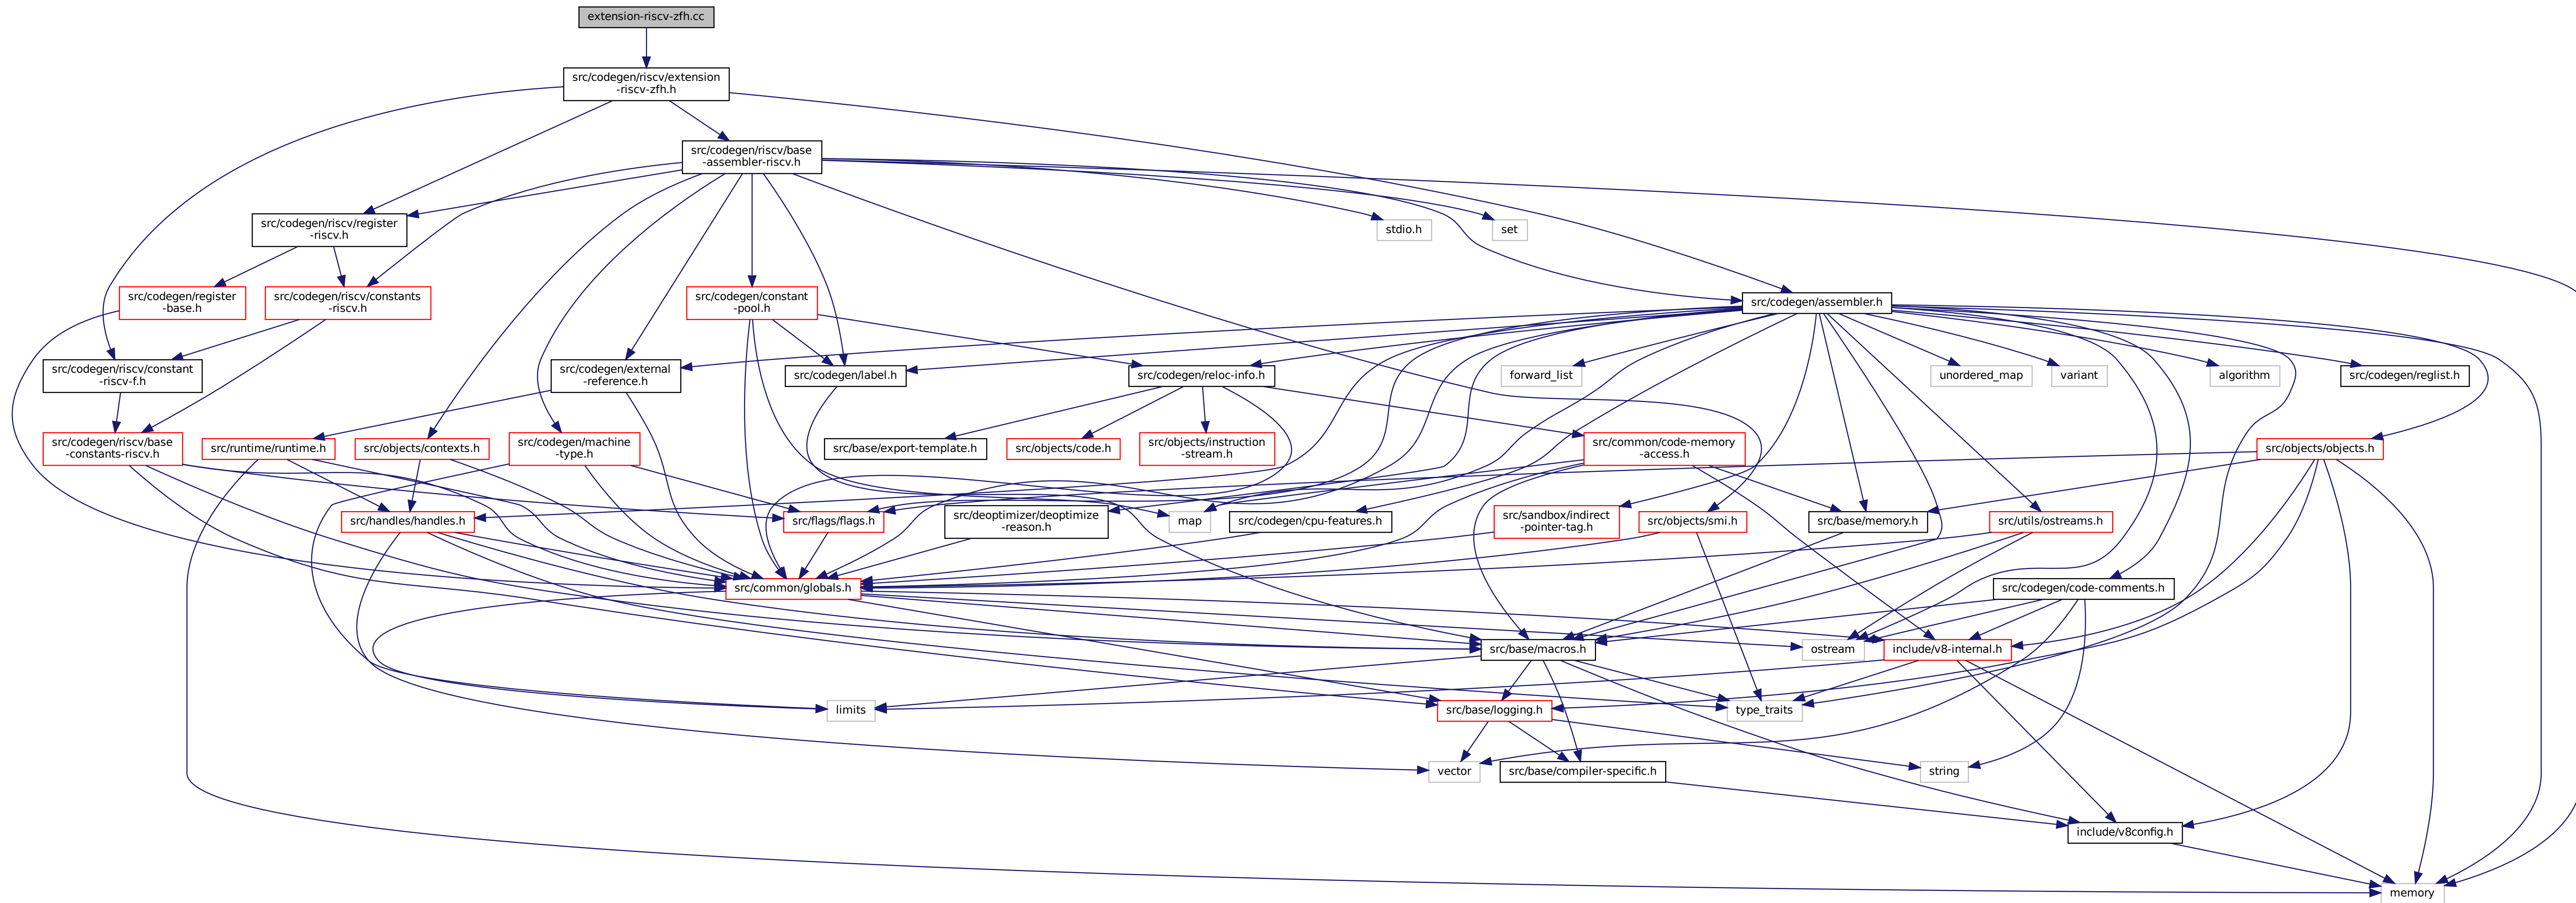 extension-riscv-zfh.cc
src/codegen/riscv/extension
-riscv-zfh.h
src/codegen/riscv/base
-assembler-riscv.h
src/codegen/riscv/register
-riscv.h
stdio.h
set
src/codegen/register
-base.h
src/codegen/riscv/constants
-riscv.h
src/codegen/constant
-pool.h
src/codegen/assembler.h
src/codegen/riscv/constant
-riscv-f.h
src/codegen/external
-reference.h
src/codegen/label.h
src/codegen/reloc-info.h
forward_list
unordered_map
variant
algorithm
src/codegen/reglist.h
src/codegen/riscv/base
-constants-riscv.h
src/runtime/runtime.h
src/objects/contexts.h
src/codegen/machine
-type.h
src/base/export-template.h
src/objects/code.h
src/objects/instruction
-stream.h
src/common/code-memory
-access.h
src/objects/objects.h
src/handles/handles.h
src/flags/flags.h
src/deoptimizer/deoptimize
-reason.h
map
src/codegen/cpu-features.h
src/sandbox/indirect
-pointer-tag.h
src/objects/smi.h
src/base/memory.h
src/utils/ostreams.h
src/common/globals.h
src/codegen/code-comments.h
src/base/macros.h
ostream
include/v8-internal.h
limits
src/base/logging.h
type_traits
vector
src/base/compiler-specific.h
string
include/v8config.h
memory